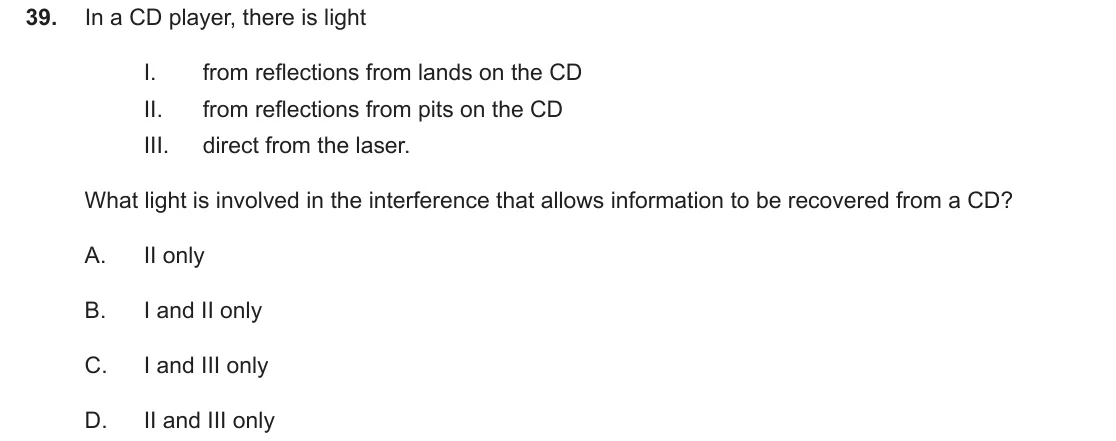 39. In a CD player, there is light
I. from reflections from lands on the CD
II. from reflections from pits on the CD
III. direct from the laser.
What light is involved in the interference that allows information to be recovered from a CD?
A. II only
B. I and II only
C. I and III only
D. II and III only